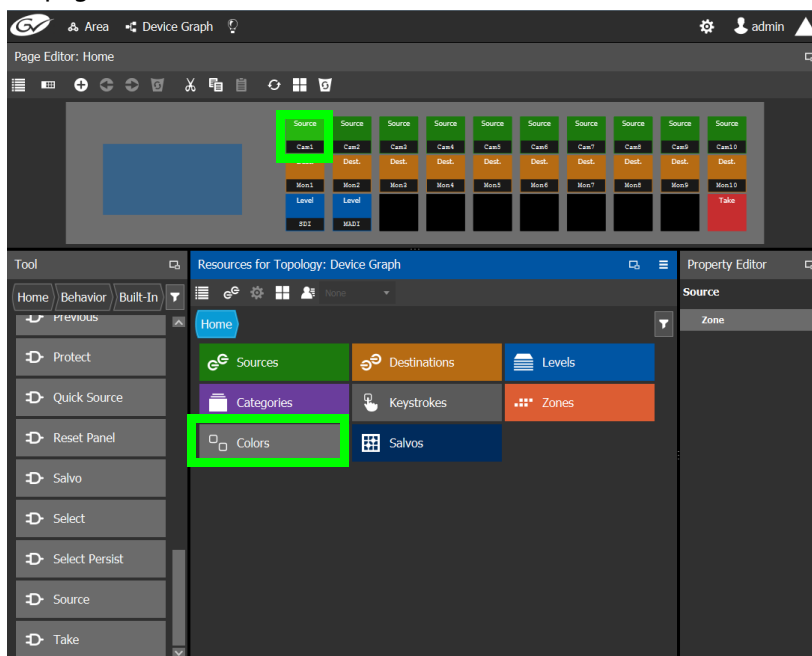 GV Area Device Graph admin
Page Editor: Home
Source Source Source Source Source Source Source Source Source Source
Cam1 Cam2 Cam3 Cam4 Cam5 Cam6 Cam7 Cam8 Cam9 Cam10
Dest. Dest. Dest. Dest. Dest. Dest. Dest. Dest. Dest.
Mon1 Mon2 Mon3 Mon4 Mon5 Mon6 Mon7 Mon8 Mon9 Mon10
Level Level Take
SDI MADI
Tool
Resources for Topology: Device Graph
Property Editor
Home Behavior Built-In
None
Source
Previous
Home
Zone
Protect
Sources Destinations Levels
Quick Source
Categories Keystrokes Zones
Reset Panel
Colors Salvos
Salvo
Select
Select Persist
Source
Take